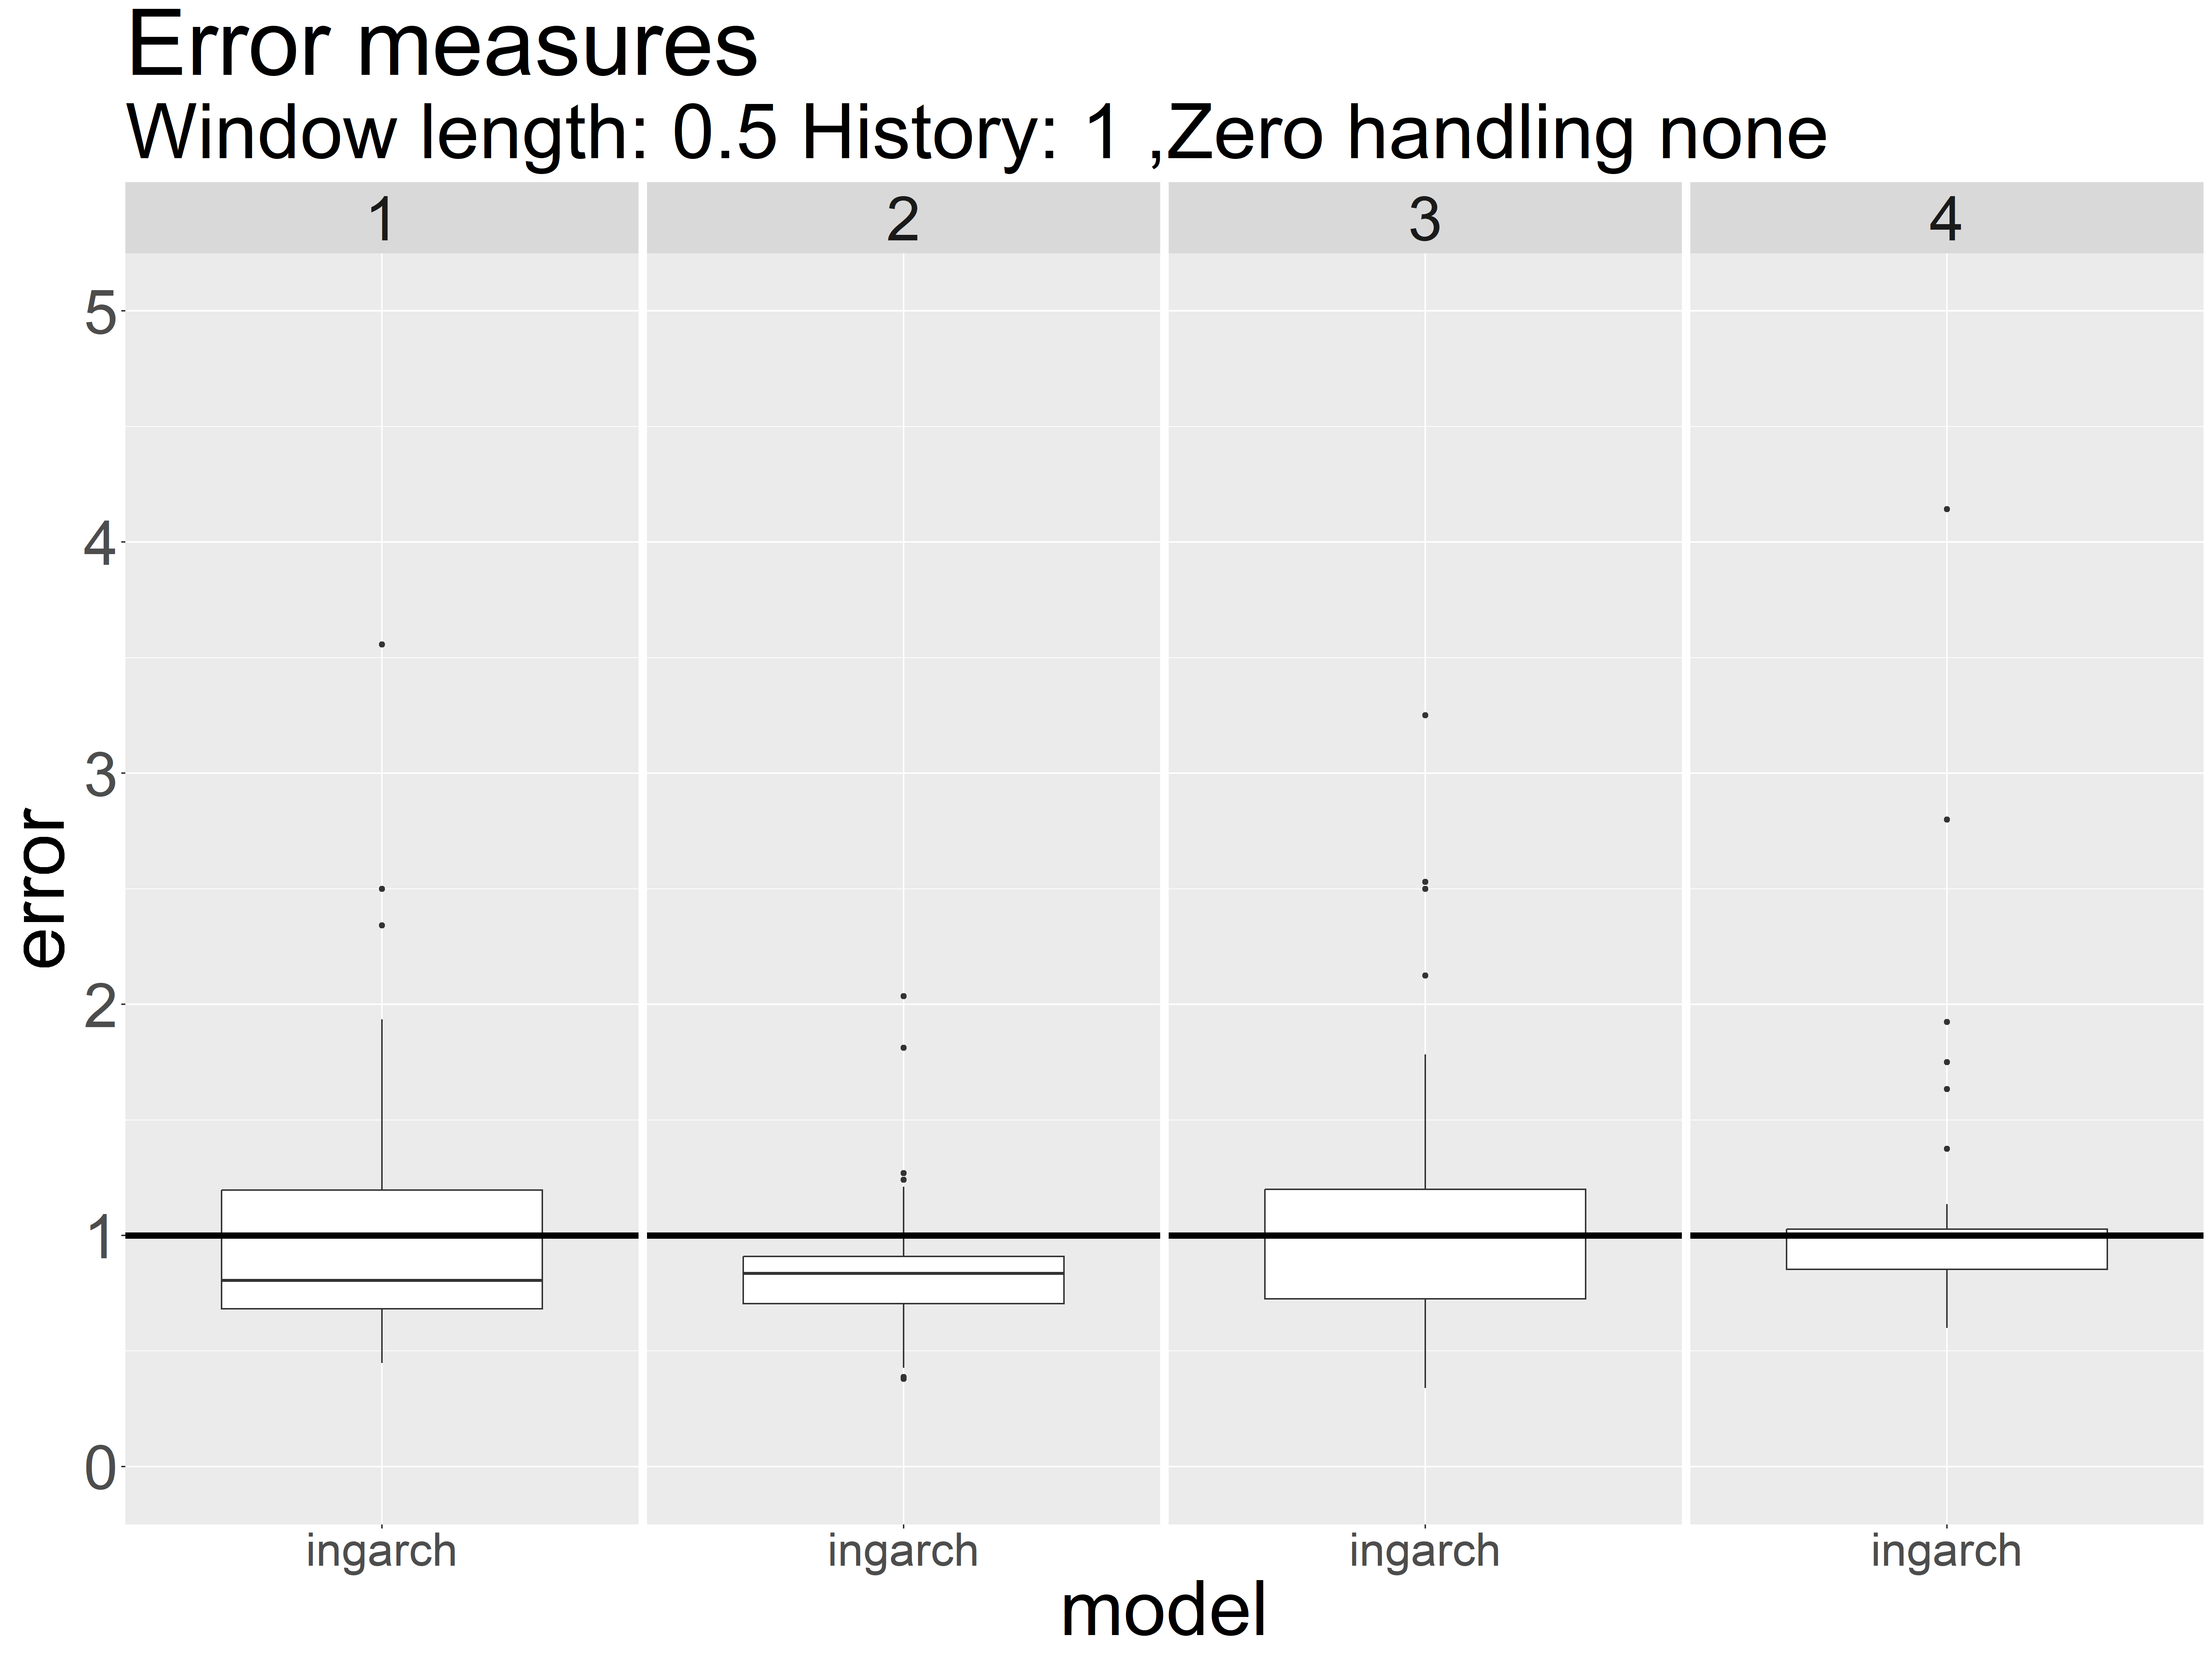 Error measures
Window length: 0.5 History: 1 ,Zero handling none
1 2 3 4
5
4
3
2
1
0
error
ingarch ingarch ingarch ingarch
model